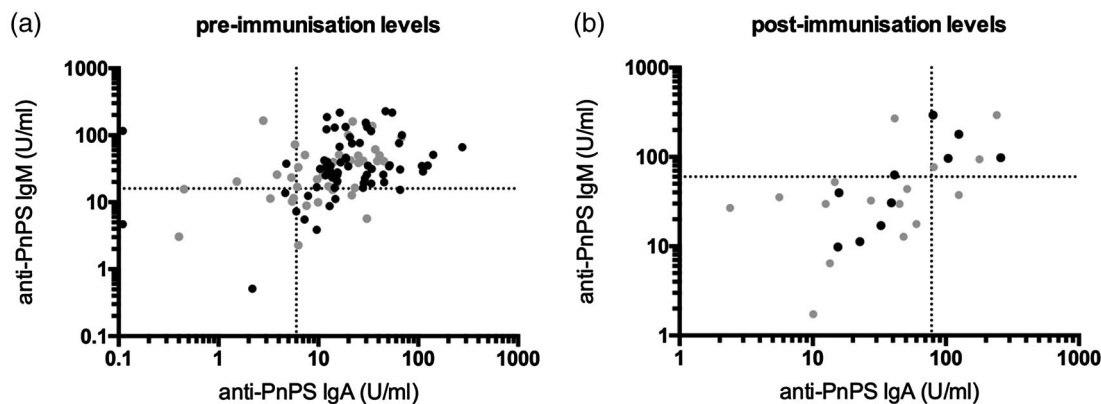 (a)
pre-immunisation levels
anti-PnPS IgM (U/ml)
1000
100
10
1
0.1
0.1
1
10
100
1000
anti-PnPS IgA (U/ml)
(b)
post-immunisation levels
anti-PnPS IgM (U/ml)
1000
100
10
1
1
10
100
1000
anti-PnPS IgA (U/ml)